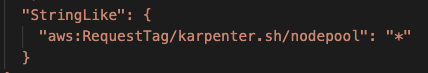 "StringLike": {
"aws:RequestTag/karpenter.sh/nodepool": "*"
}